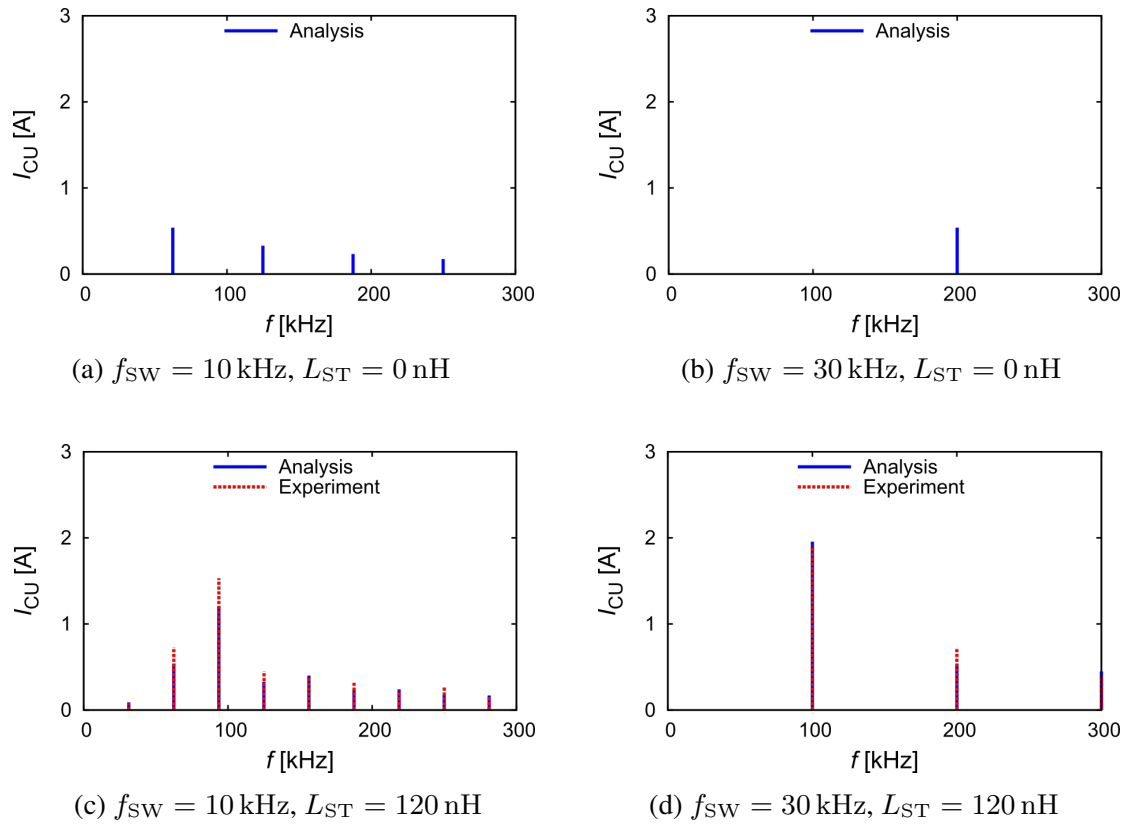 3
2
1
0
I_CU [A]
Analysis
0 100 200 300
f [kHz]
(a) f_SW = 10 kHz, L_ST = 0 nH
3
2
1
0
I_CU [A]
Analysis
0 100 200 300
f [kHz]
(b) f_SW = 30 kHz, L_ST = 0 nH
3
2
1
0
I_CU [A]
Analysis
Experiment
0 100 200 300
f [kHz]
(c) f_SW = 10 kHz, L_ST = 120 nH
3
2
1
0
I_CU [A]
Analysis
Experiment
0 100 200 300
f [kHz]
(d) f_SW = 30 kHz, L_ST = 120 nH